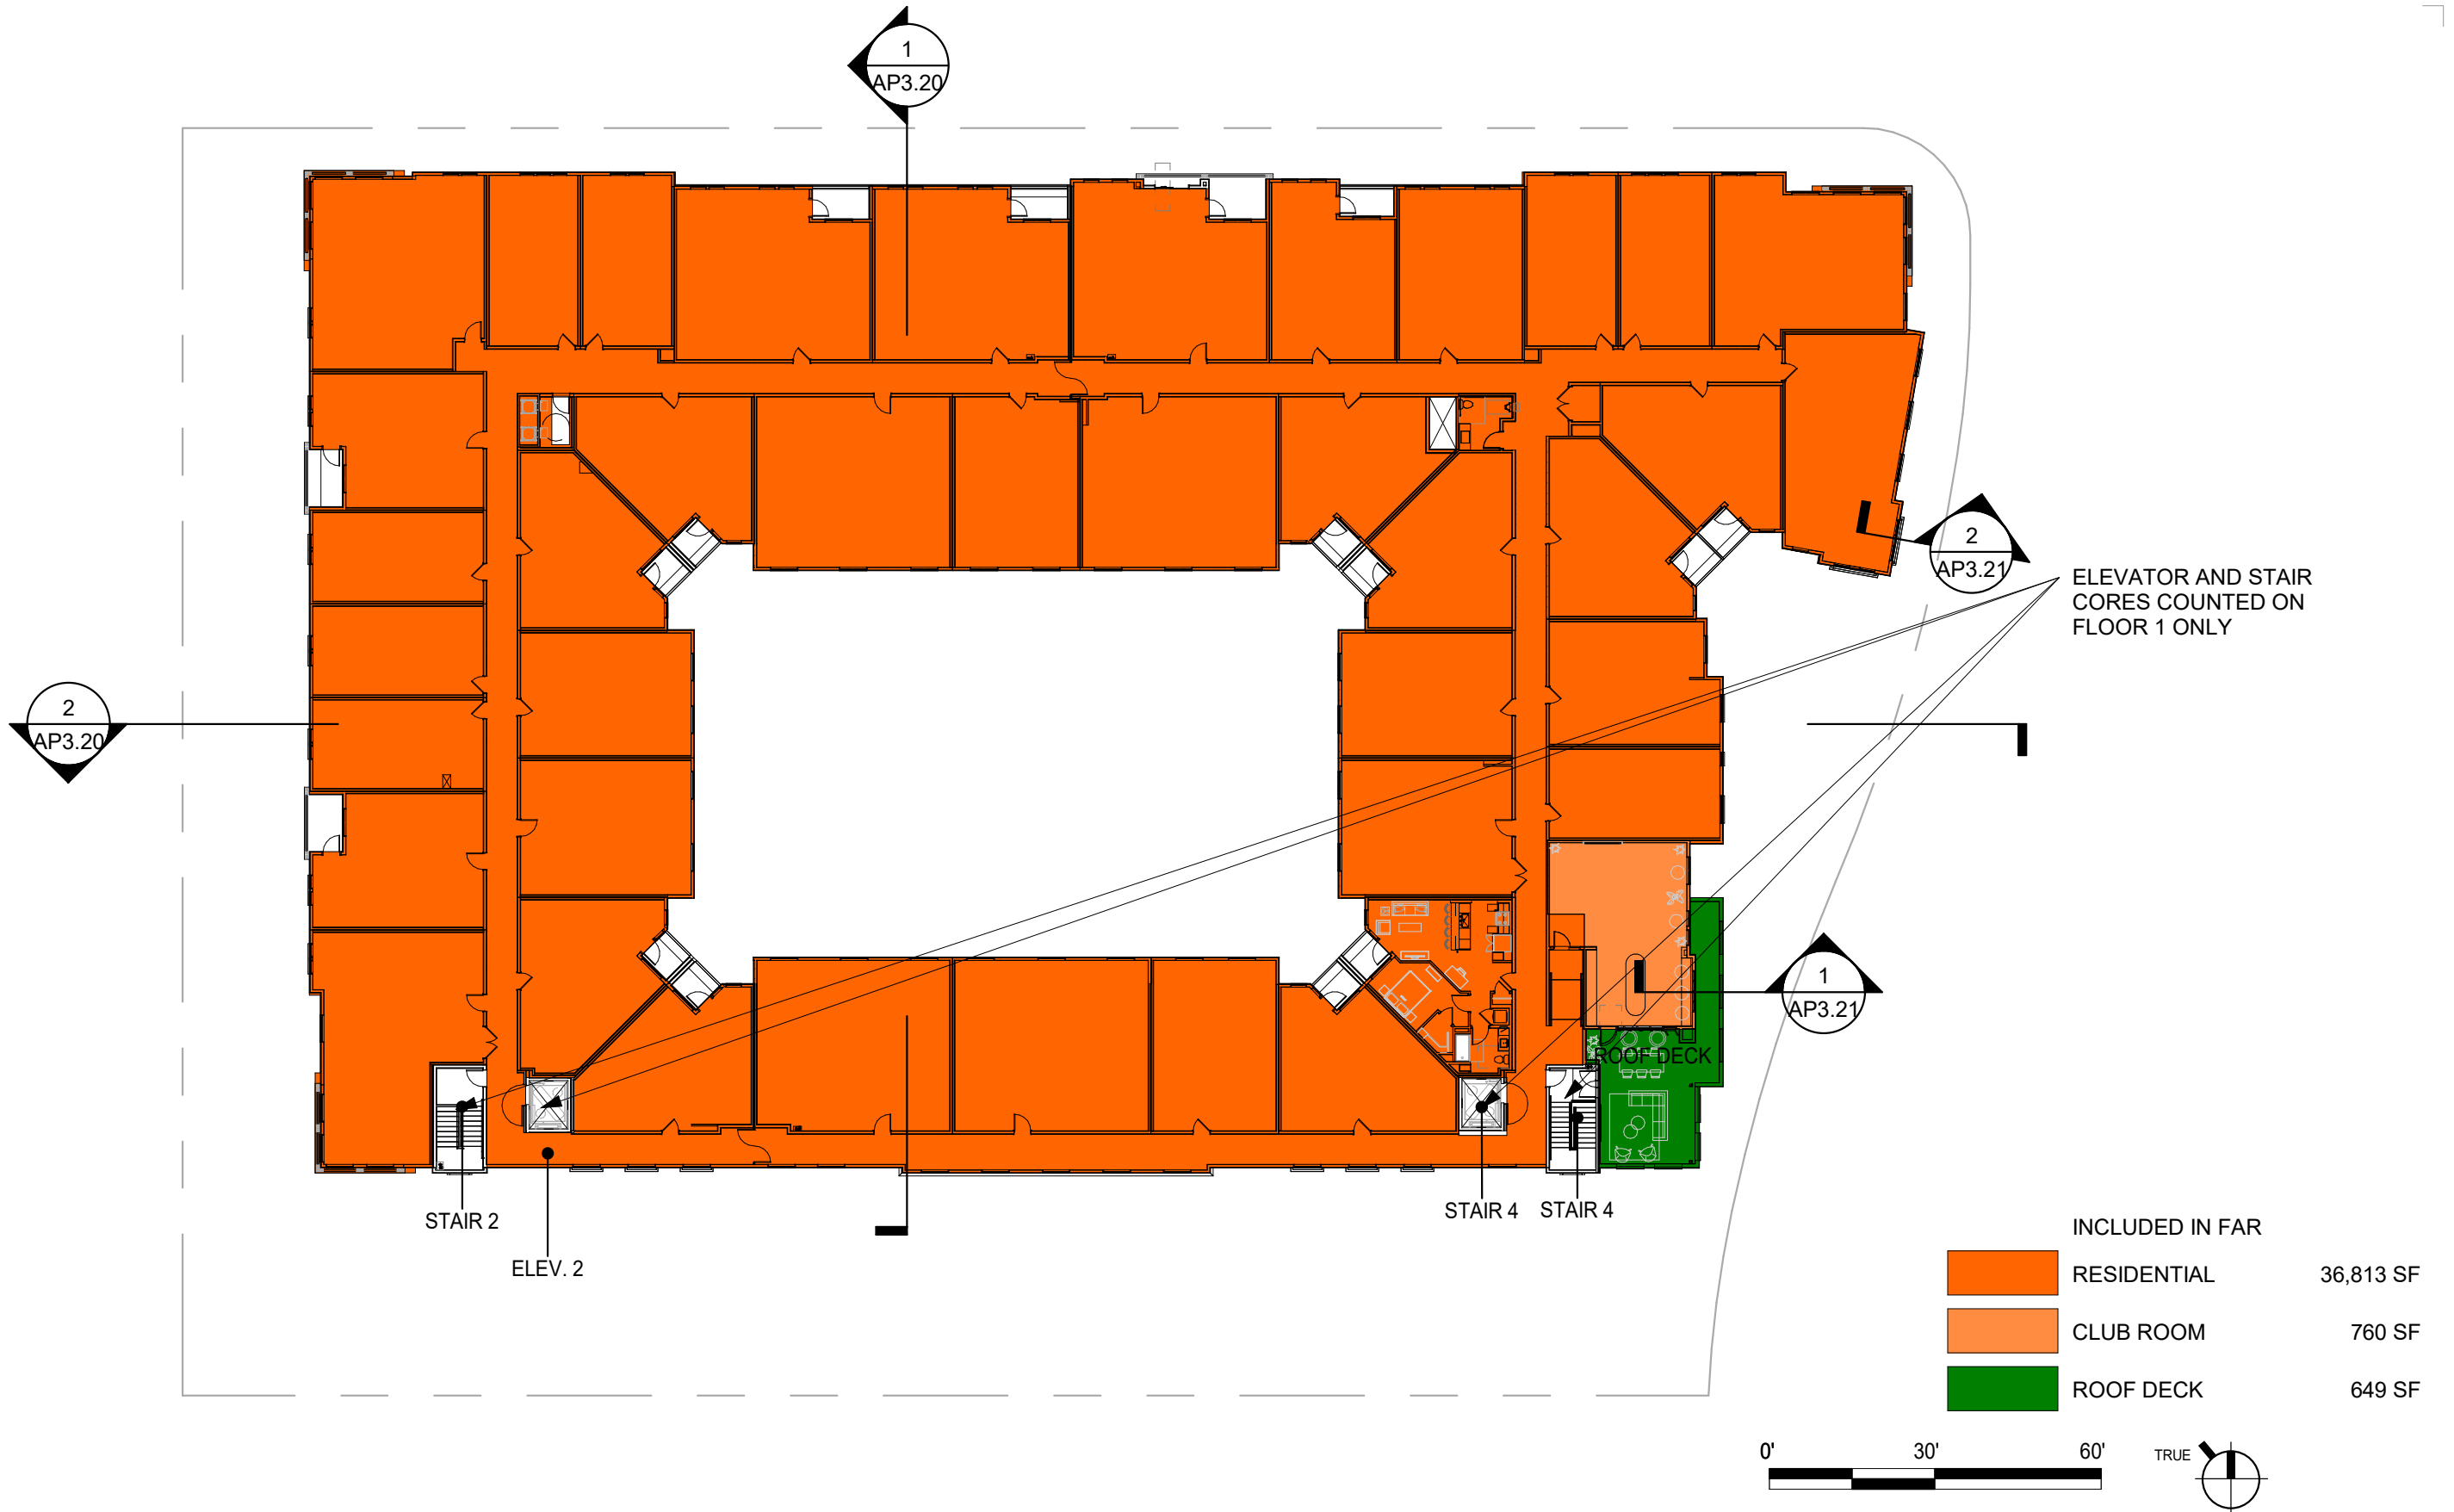 1
AP3.20
2
AP3.21
ELEVATOR AND STAIR
CORES COUNTED ON
FLOOR 1 ONLY
2
AP3.20
1
AP3.21
ROOF DECK
STAIR 2
STAIR 4
STAIR 4
ELEV. 2
INCLUDED IN FAR
RESIDENTIAL 36,813 SF
CLUB ROOM 760 SF
ROOF DECK 649 SF
0' 30' 60'
TRUE